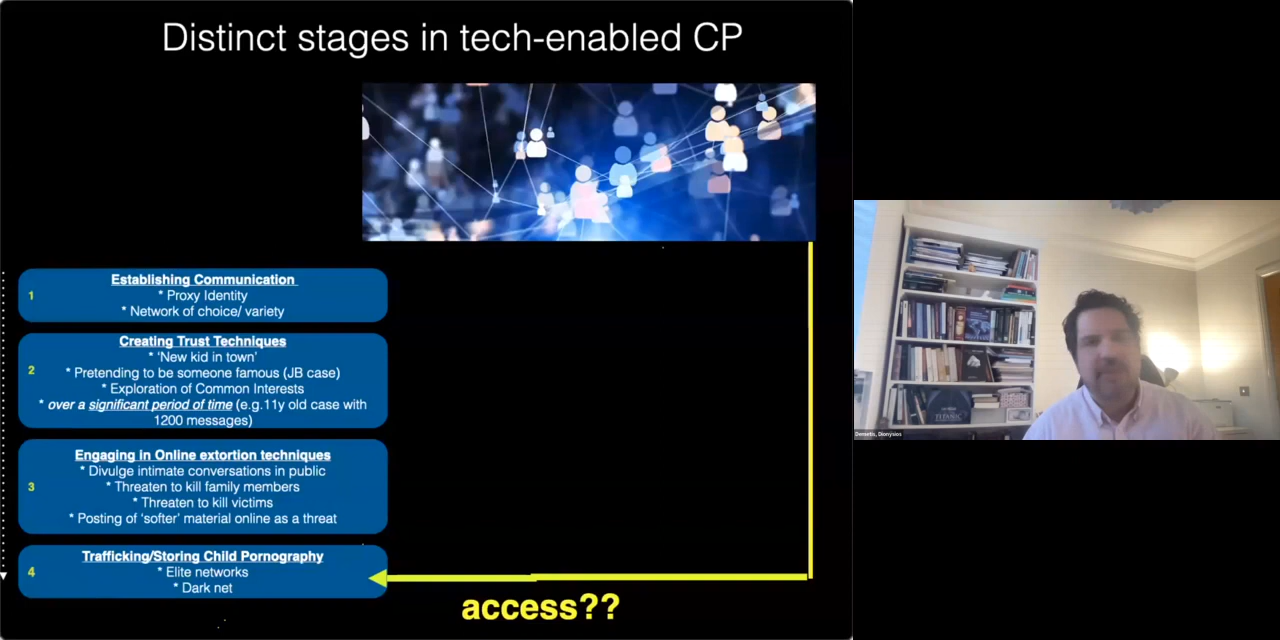 Distinct stages in tech-enabled CP
1
Establishing Communication
* Proxy Identity
* Network of choice/ variety
2
Creating Trust Techniques
* 'New kid in town'
* Pretending to be someone famous (JB case)
* Exploration of Common Interests
* over a significant period of time (e.g.11y old case with
1200 messages)
3
Engaging in Online extortion techniques
* Divulge intimate conversations in public
* Threaten to kill family members
* Threaten to kill victims
* Posting of 'softer' material online as a threat
4
Trafficking/Storing Child Pornography
* Elite networks
* Dark net
access??
TITANIC
Demetis, Dionysios